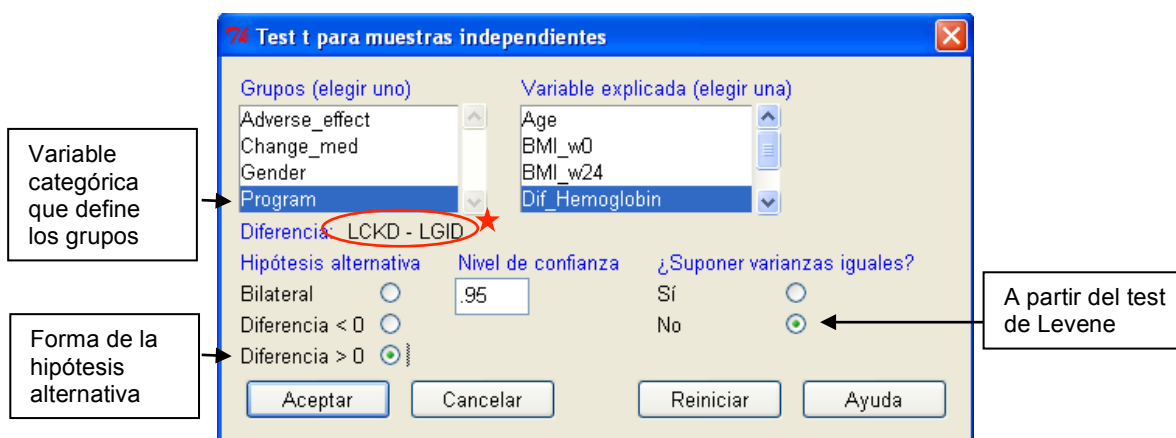 Test t para muestras independientes
Grupos (elegir uno)
Variable explicada (elegir una)
Adverse_effect
Change_med
Gender
Program
Age
BMI_w0
BMI_w24
Dif_Hemoglobin
Diferencia: LCKD - LGID
Hipótesis alternativa
Bilateral
Diferencia < 0
Diferencia > 0
Nivel de confianza
.95
¿Suponer varianzas iguales?
Sí
No
Aceptar
Cancelar
Reiniciar
Ayuda
Variable
categórica
que define
los grupos
Forma de la
hipótesis
alternativa
A partir del test
de Levene